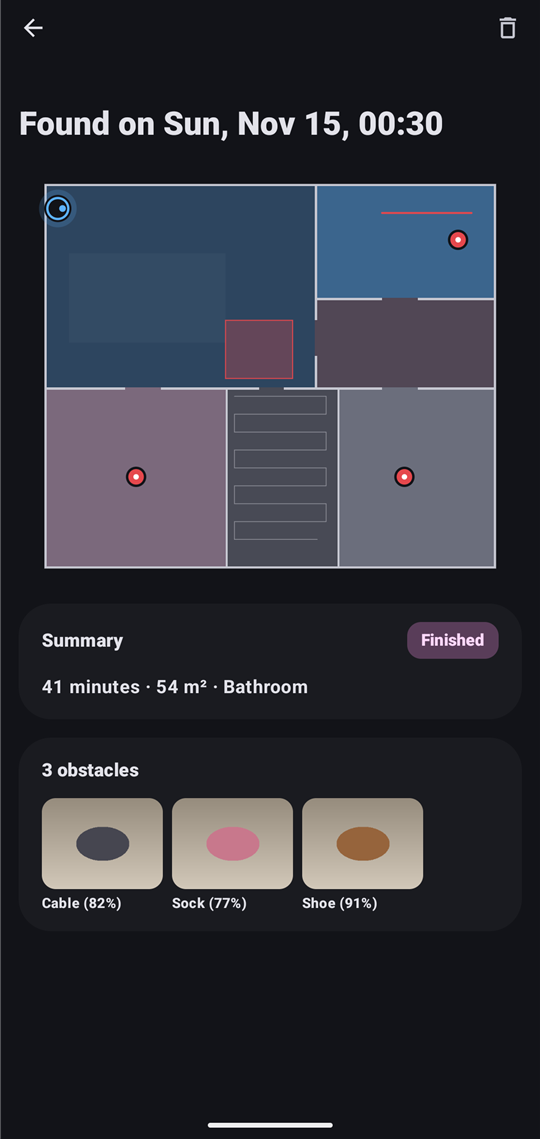 Found on Sun, Nov 15, 00:30
Summary
Finished
41 minutes · 54 m² · Bathroom
3 obstacles
Cable (82%)
Sock (77%)
Shoe (91%)